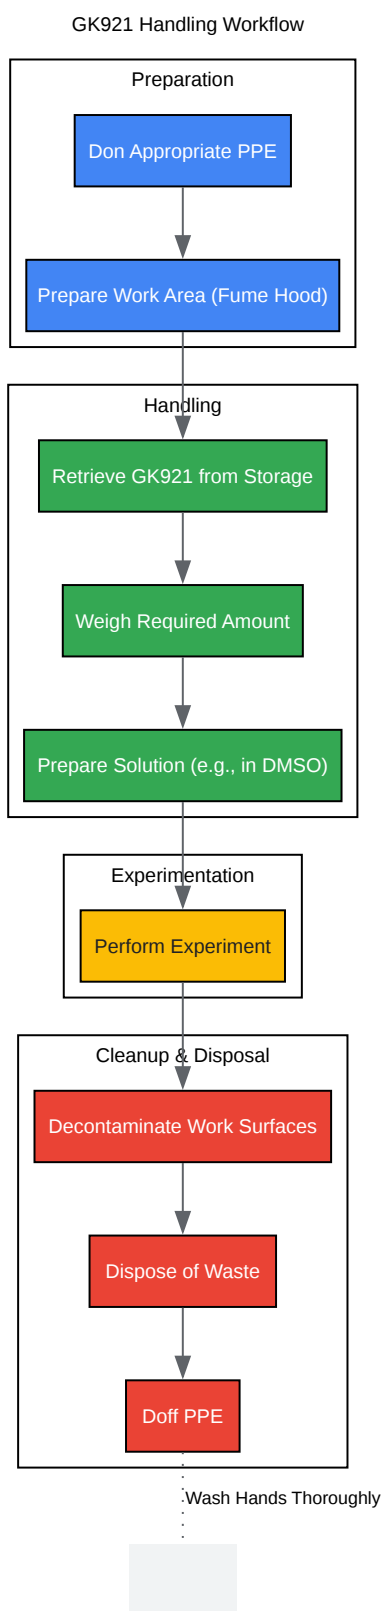 GK921 Handling Workflow
Preparation
Don Appropriate PPE
Prepare Work Area (Fume Hood)
Handling
Retrieve GK921 from Storage
Weigh Required Amount
Prepare Solution (e.g., in DMSO)
Experimentation
Perform Experiment
Cleanup & Disposal
Decontaminate Work Surfaces
Dispose of Waste
Doff PPE
Wash Hands Thoroughly